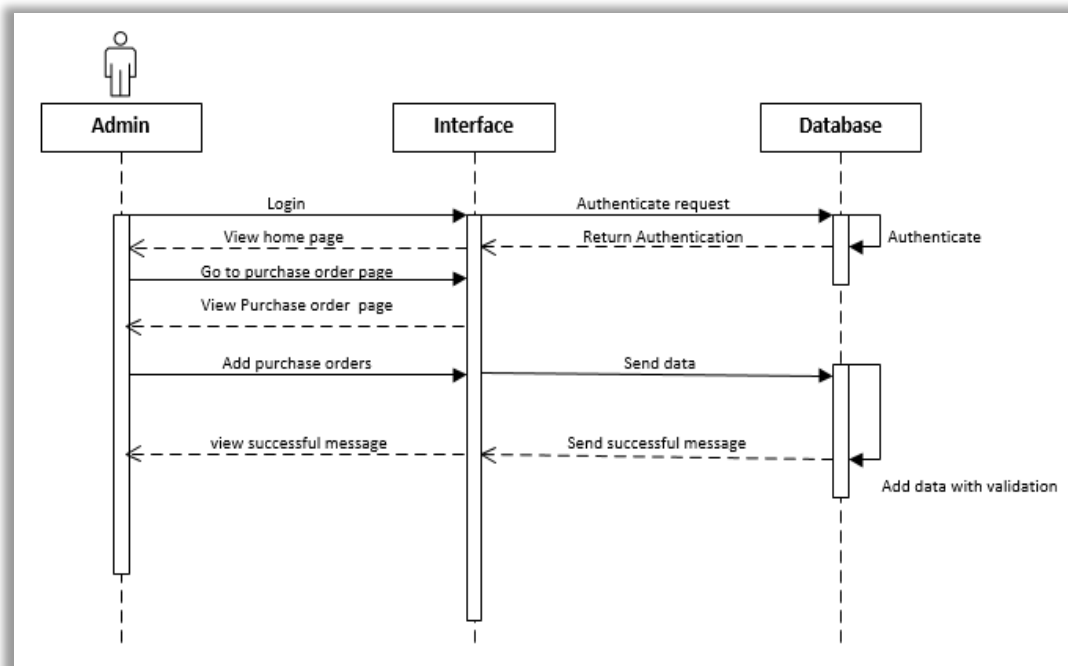 Admin
Interface
Database
Login
Authenticate request
View home page
Return Authentication
Authenticate
Go to purchase order page
View Purchase order page
Add purchase orders
Send data
view successful message
Send successful message
Add data with validation